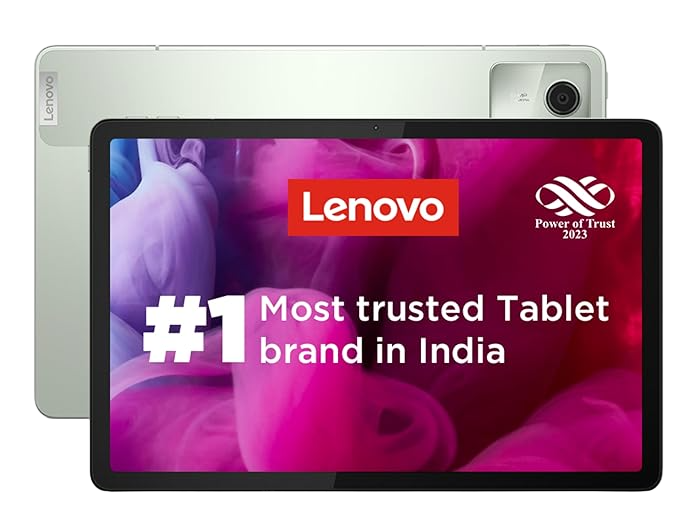 Lenovo
Lenovo
Power of Trust
2023
#1 Most trusted Tablet
brand in India